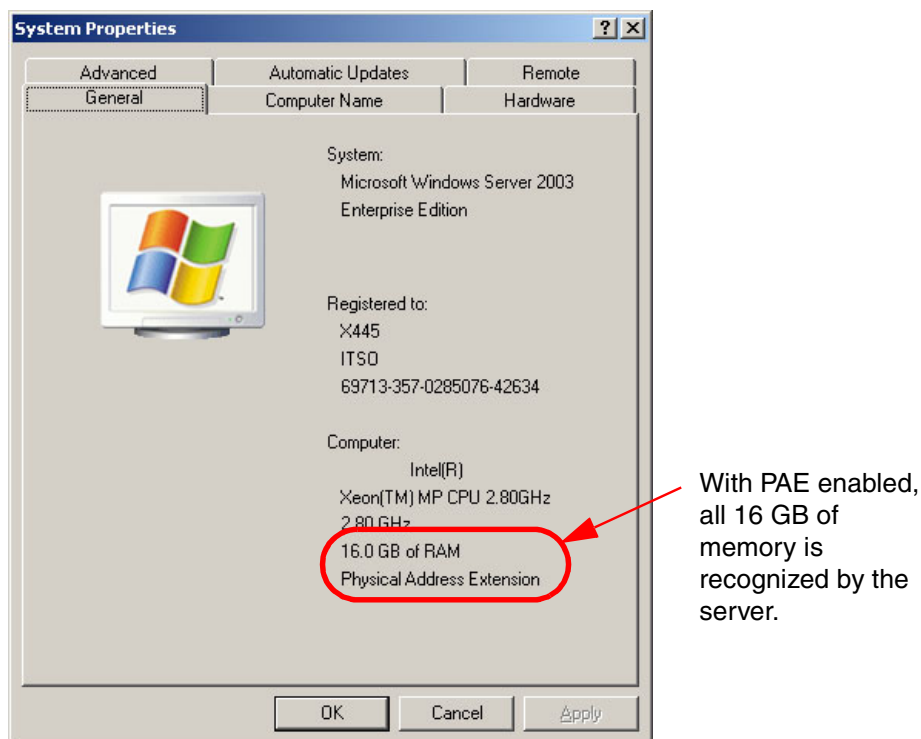 System Properties
Advanced
Automatic Updates
Remote
General
Computer Name
Hardware
System:
Microsoft Windows Server 2003
Enterprise Edition
Registered to:
X445
ITSO
69713-357-0285076-42634
Computer:
Intel(R)
Xeon(TM) MP CPU 2.80GHz
2.80 GHz
16.0 GB of RAM
Physical Address Extension
With PAE enabled,
all 16 GB of
memory is
recognized by the
server.
OK
Cancel
Apply